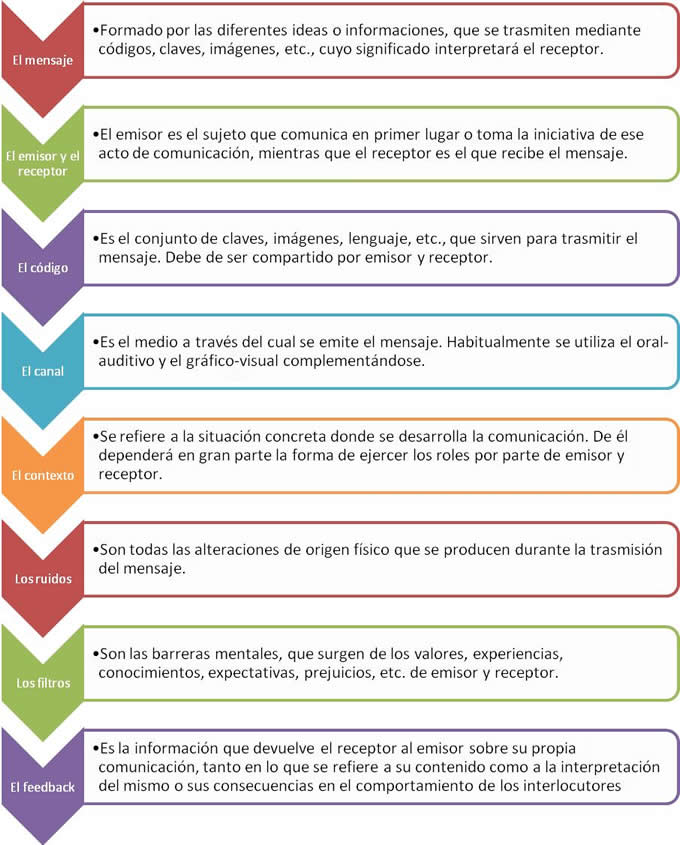 El mensaje
•Formado por las diferentes ideas o informaciones, que se trasmiten mediante
códigos, claves, imágenes, etc., cuyo significado interpretará el receptor.
El emisor y el
receptor
•El emisor es el sujeto que comunica en primer lugar o toma la iniciativa de ese
acto de comunicación, mientras que el receptor es el que recibe el mensaje.
El código
•Es el conjunto de claves, imágenes, lenguaje, etc., que sirven para trasmitir el
mensaje. Debe de ser compartido por emisor y receptor.
El canal
•Es el medio a través del cual se emite el mensaje. Habitualmente se utiliza el oral-
auditivo y el gráfico-visual complementándose.
El contexto
•Se refiere a la situación concreta donde se desarrolla la comunicación. De él
dependerá en gran parte la forma de ejercer los roles por parte de emisor y
receptor.
Los ruidos
•Son todas las alteraciones de origen físico que se producen durante la trasmisión
del mensaje.
Los filtros
•Son las barreras mentales, que surgen de los valores, experiencias,
conocimientos, expectativas, prejuicios, etc. de emisor y receptor.
El feedback
•Es la información que devuelve el receptor al emisor sobre su propia
comunicación, tanto en lo que se refiere a su contenido como a la interpretación
del mismo o sus consecuencias en el comportamiento de los interlocutores